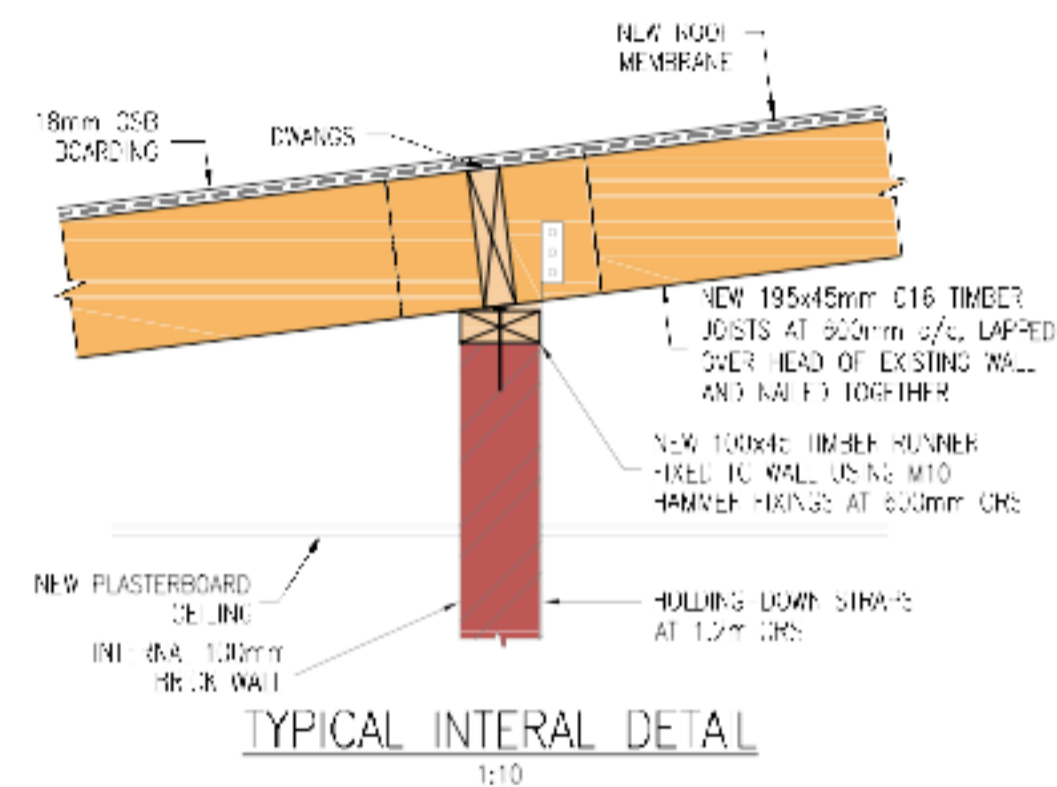 NEW ROOF
MEMBRANE
18mm OSB
BOARDING
DWANGS
NEW 195x45mm C16 TIMBER
JOISTS AT 600mm c/c, LAPPED
OVER HEAD OF EXISTING WALL
AND NAILED TOGETHER
NEW 100x45 TIMBER RUNNER
FIXED TO WALL USING M10
HAMMER FIXINGS AT 600mm CRS
NEW PLASTERBOARD
CEILING
HOLDING DOWN STRAPS
AT 1.2m CRS
INTERNAL 100mm
BRICK WALL
TYPICAL INTERAL DETAIL
1:10